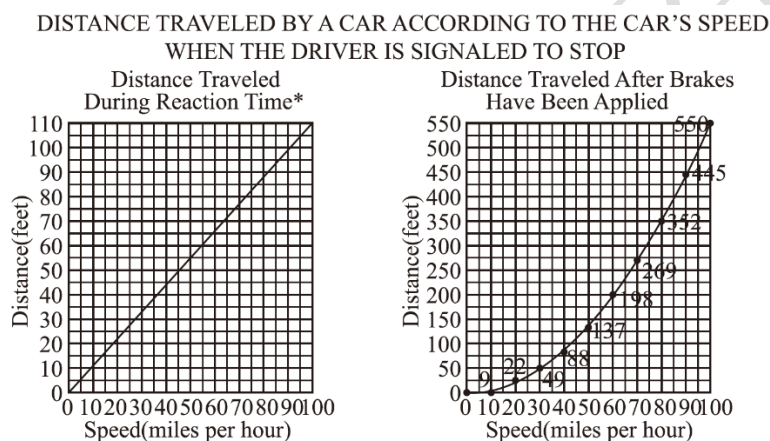 DISTANCE TRAVELED BY A CAR ACCORDING TO THE CAR'S SPEED
WHEN THE DRIVER IS SIGNALED TO STOP
Distance Traveled
During Reaction Time*
110
100
90
80
70
60
50
40
30
20
10
0
Distance(feet)
0 10 20 30 40 50 60 70 80 90 100
Speed(miles per hour)
Distance Traveled After Brakes
Have Been Applied
550
500
450
400
350
300
250
200
150
100
50
0
Distance(feet)
550
445
352
269
198
137
88
49
22
9
0 10 20 30 40 50 60 70 80 90 100
Speed(miles per hour)